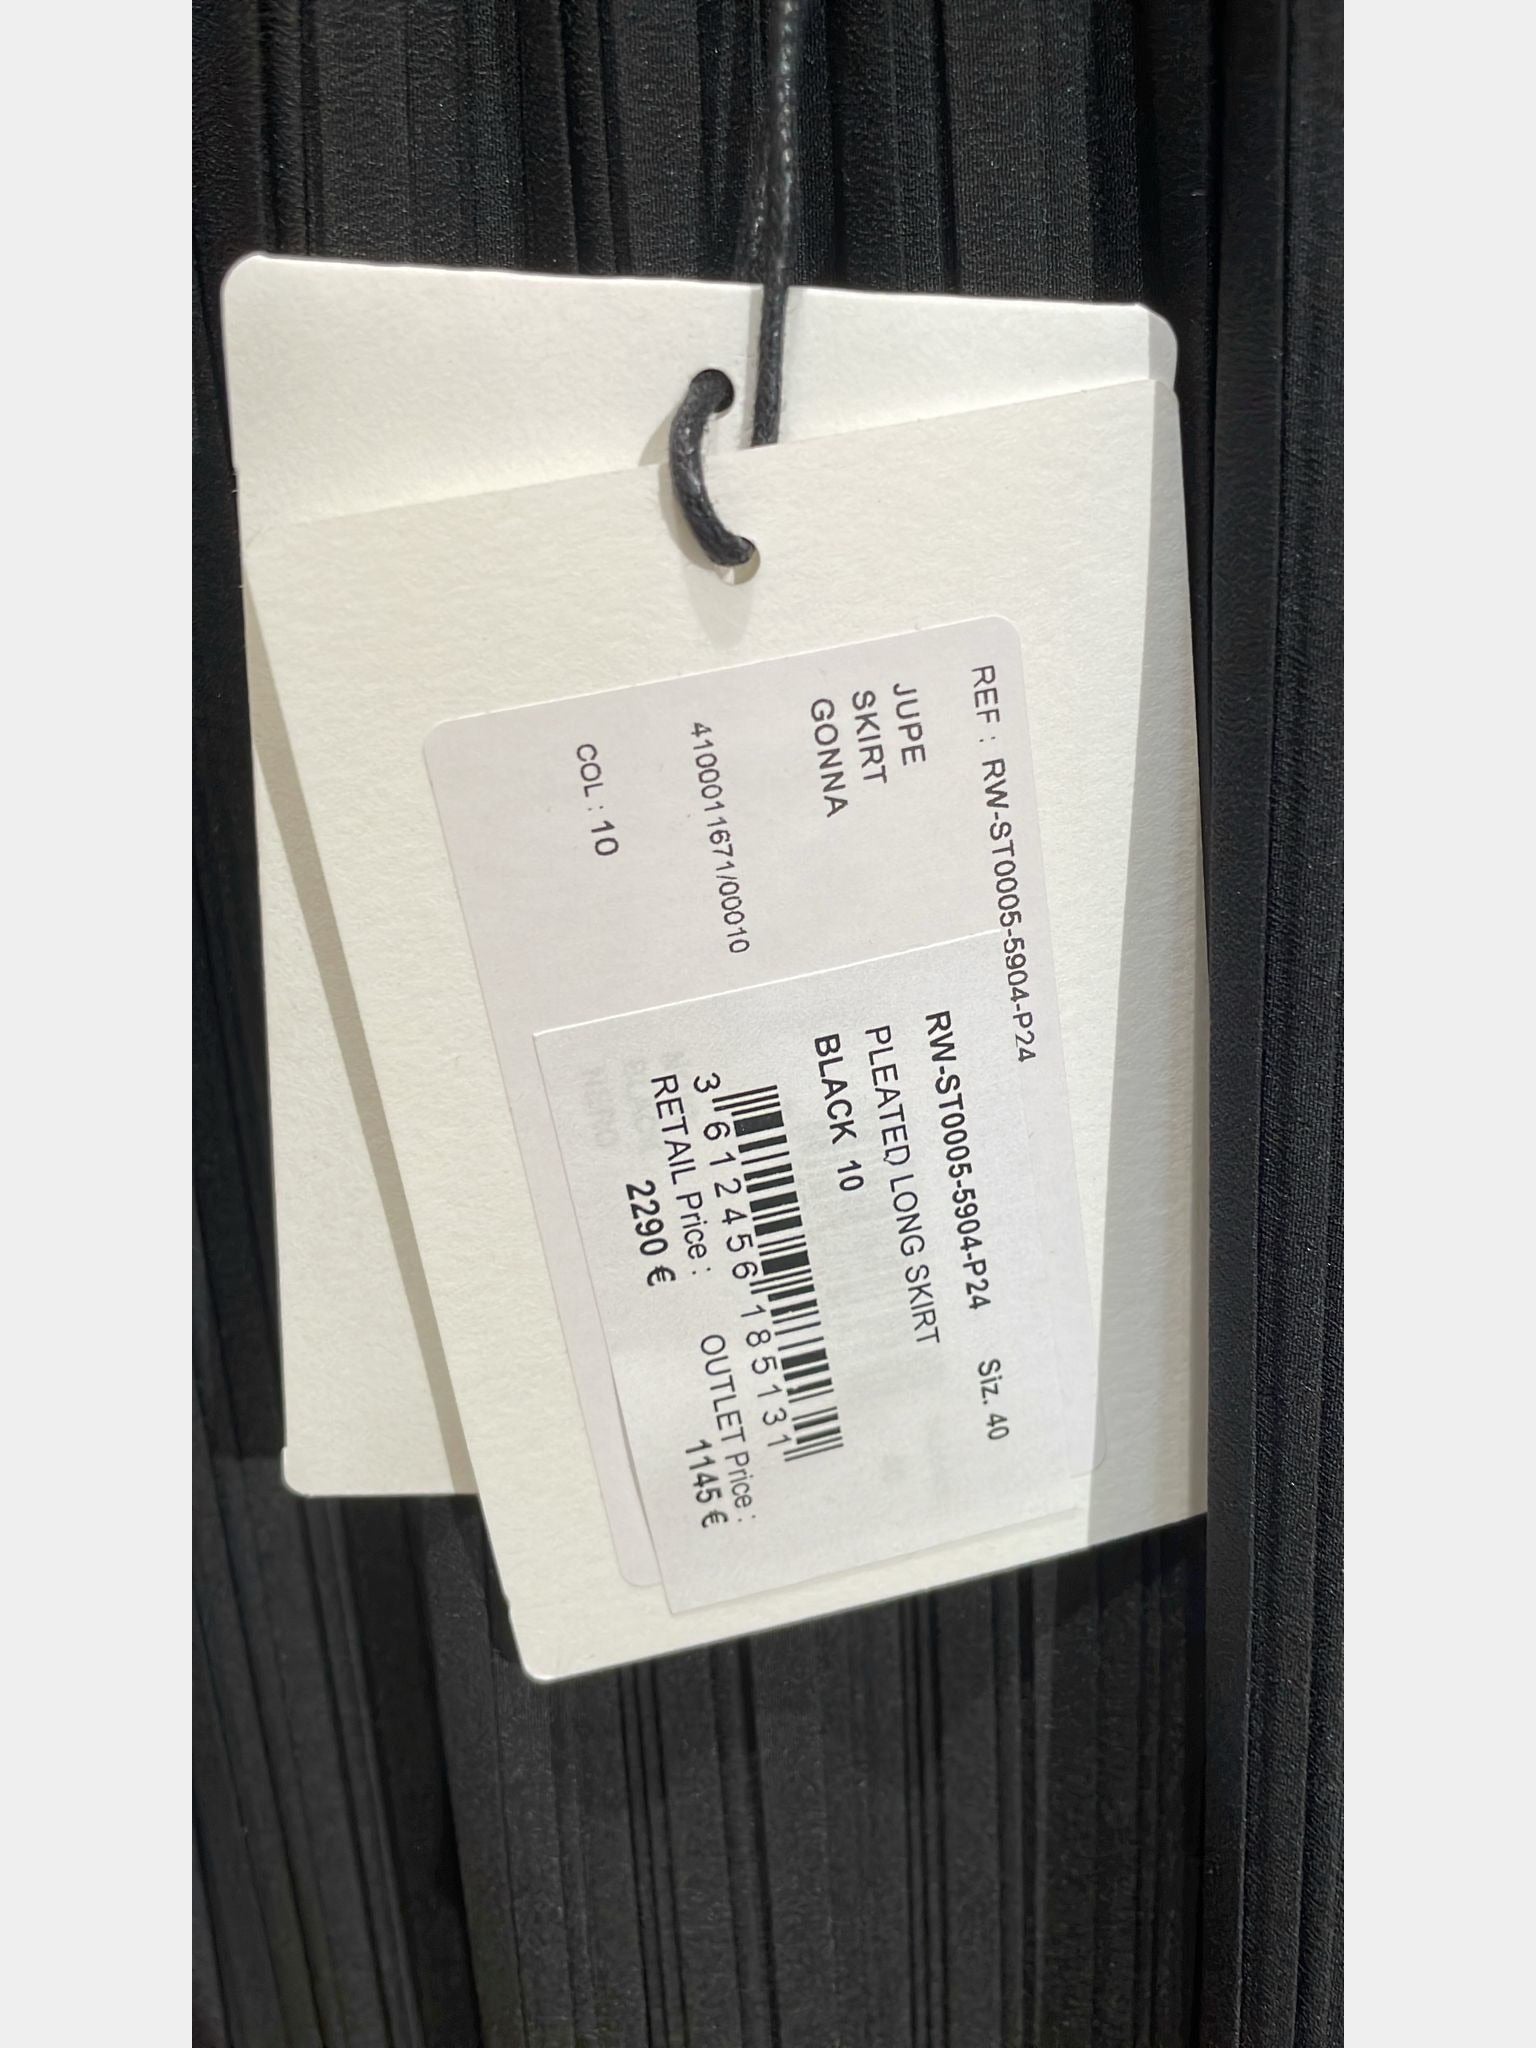 REF : RW-ST0005-5904-P24
JUPE
SKIRT
GONNA
4100011671/00010
COL : 10
RW-ST0005-5904-P24 Siz. 40
PLEATED LONG SKIRT
BLACK 10
3 612456 185131
RETAIL Price : OUTLET Price :
2290 € 1145 €